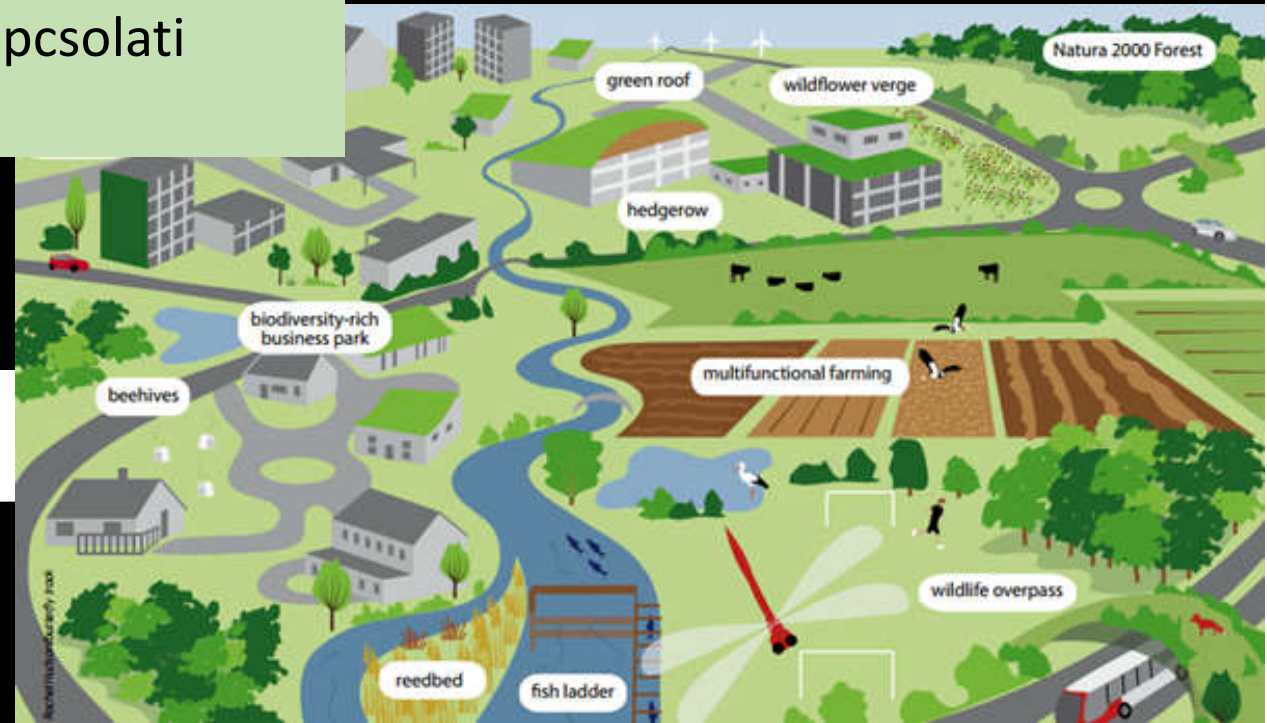 pcsolati
Natura 2000 Forest
green roof
wildflower verge
hedgerow
biodiversity-rich
business park
multifunctional farming
beehives
wildlife overpass
reedbed
fish ladder